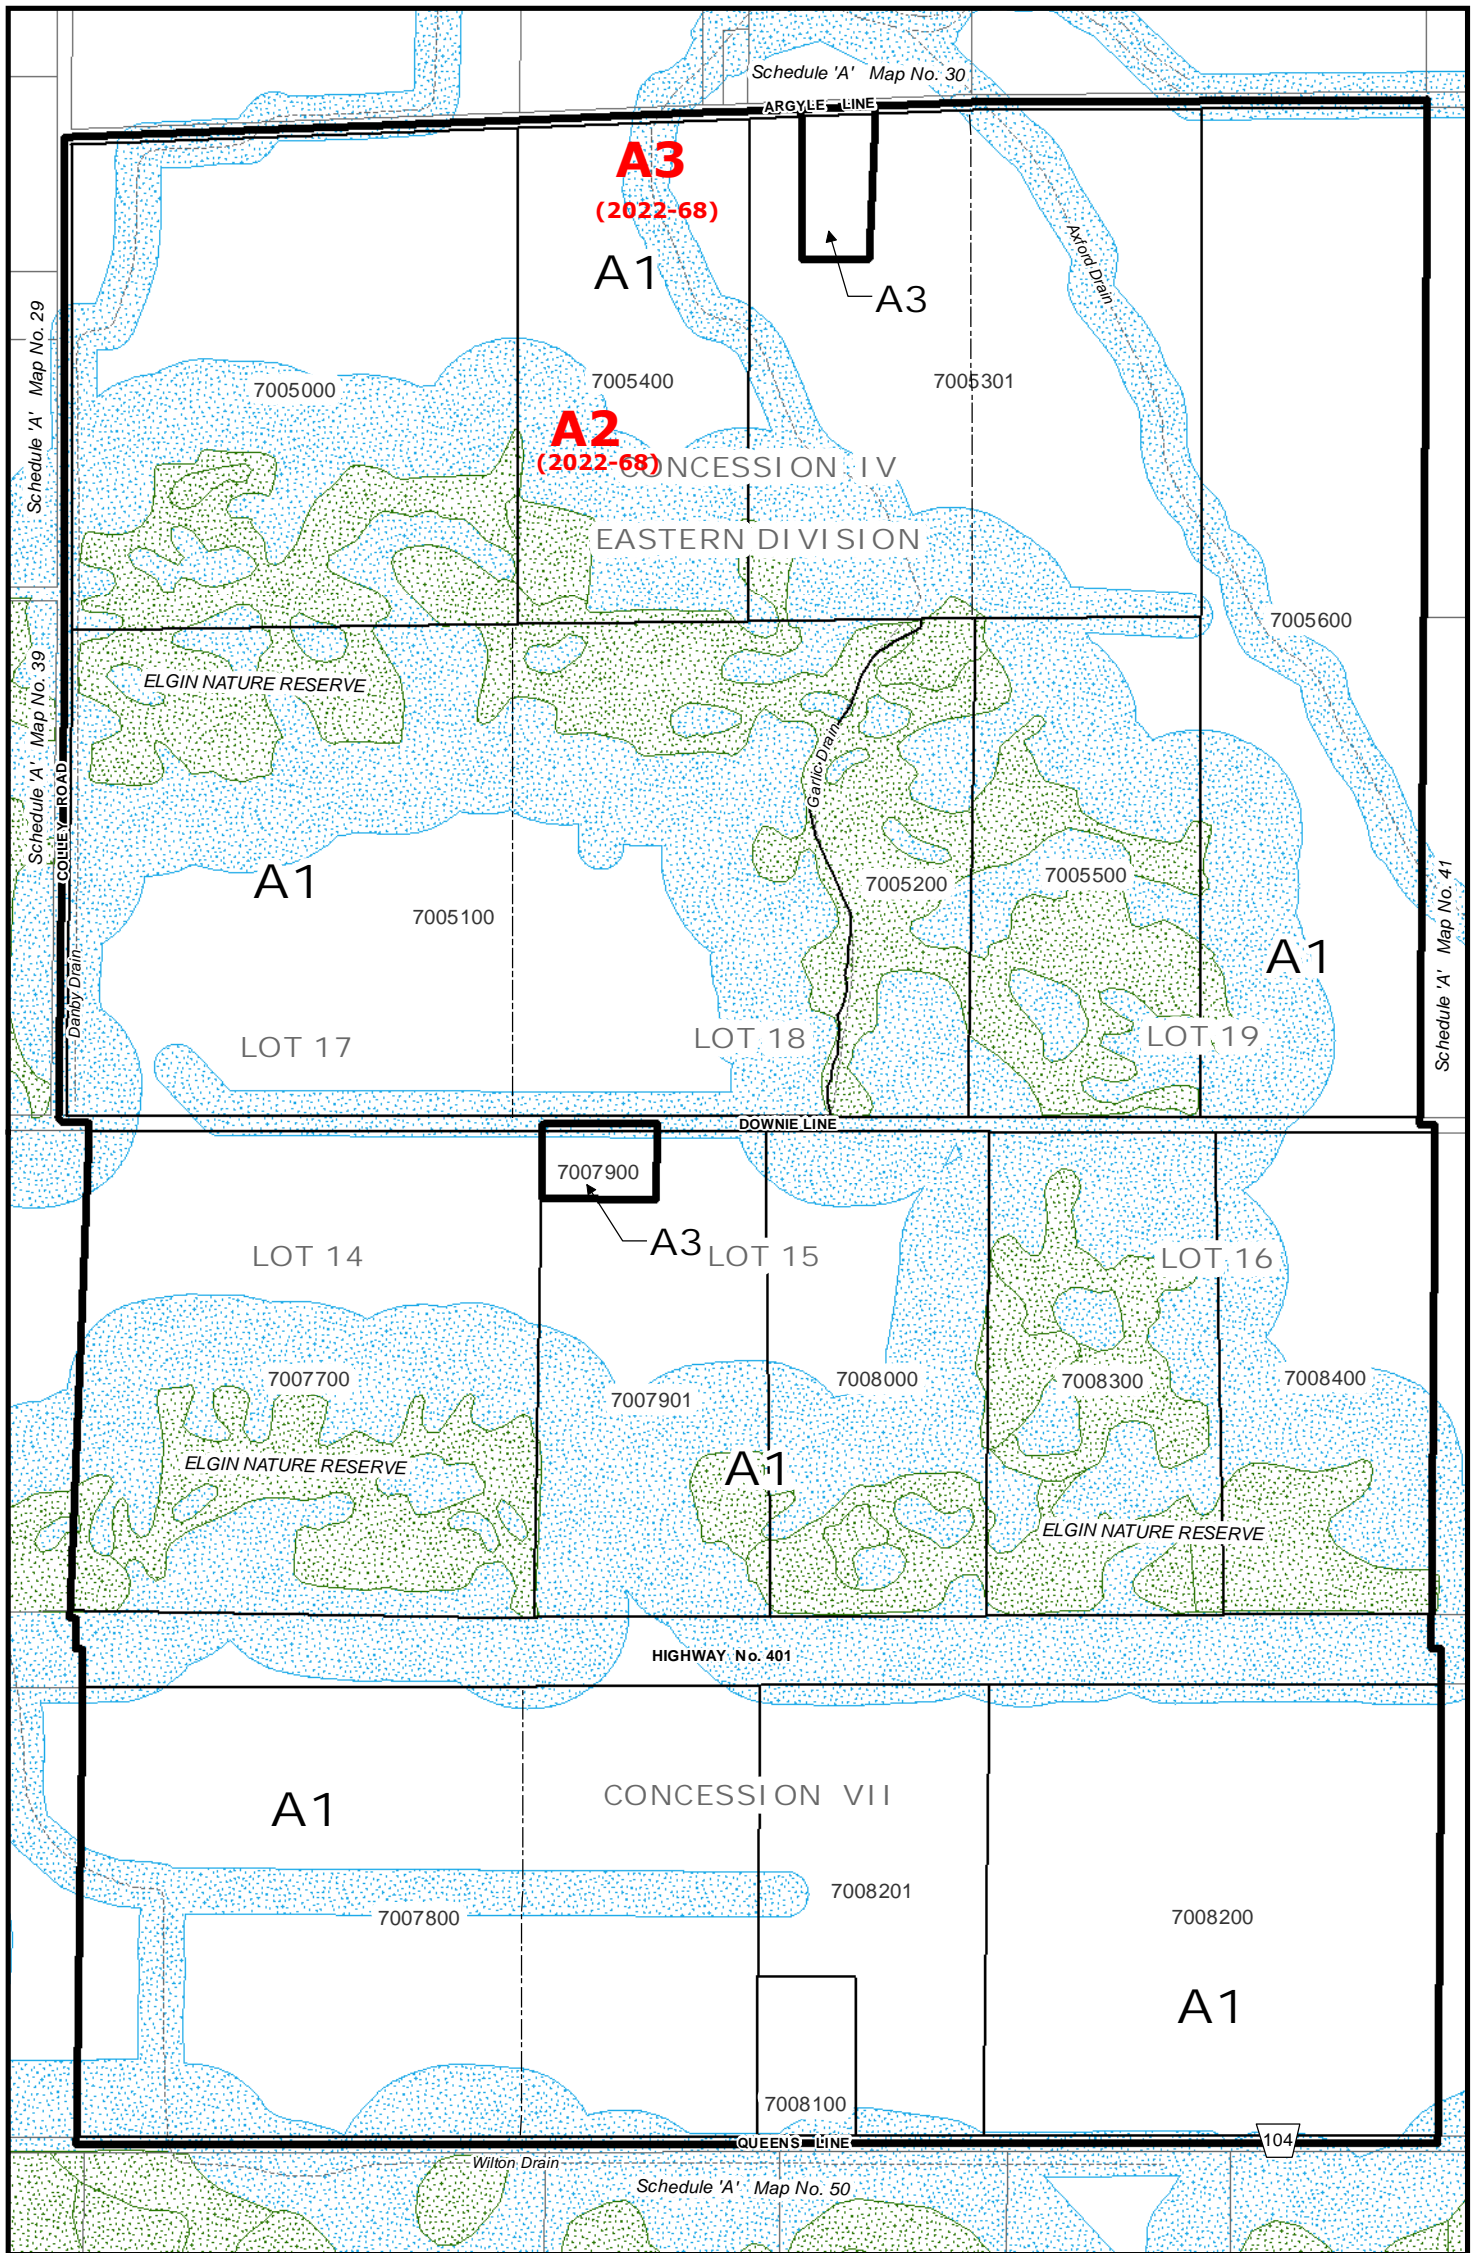 Schedule 'A' Map No. 30
ARGYLE LINE
A3
(2022-68)
A1
A3
Axford Drain
Schedule 'A' Map No. 29
7005000
7005400
7005301
A2
(2022-68)
CONCESSION IV
EASTERN DIVISION
7005600
ELGIN NATURE RESERVE
Schedule 'A' Map No. 39
COLLEY ROAD
Garlic Drain
A1
7005100
7005200
7005500
A1
Schedule 'A' Map No. 41
Danby Drain
LOT 17
LOT 18
LOT 19
DOWNIE LINE
7007900
A3
LOT 14
LOT 15
LOT 16
7007700
7007901
7008000
7008300
7008400
ELGIN NATURE RESERVE
A1
ELGIN NATURE RESERVE
HIGHWAY No. 401
A1
CONCESSION VII
7007800
7008201
7008200
A1
7008100
QUEENS LINE
104
Wilton Drain
Schedule 'A' Map No. 50